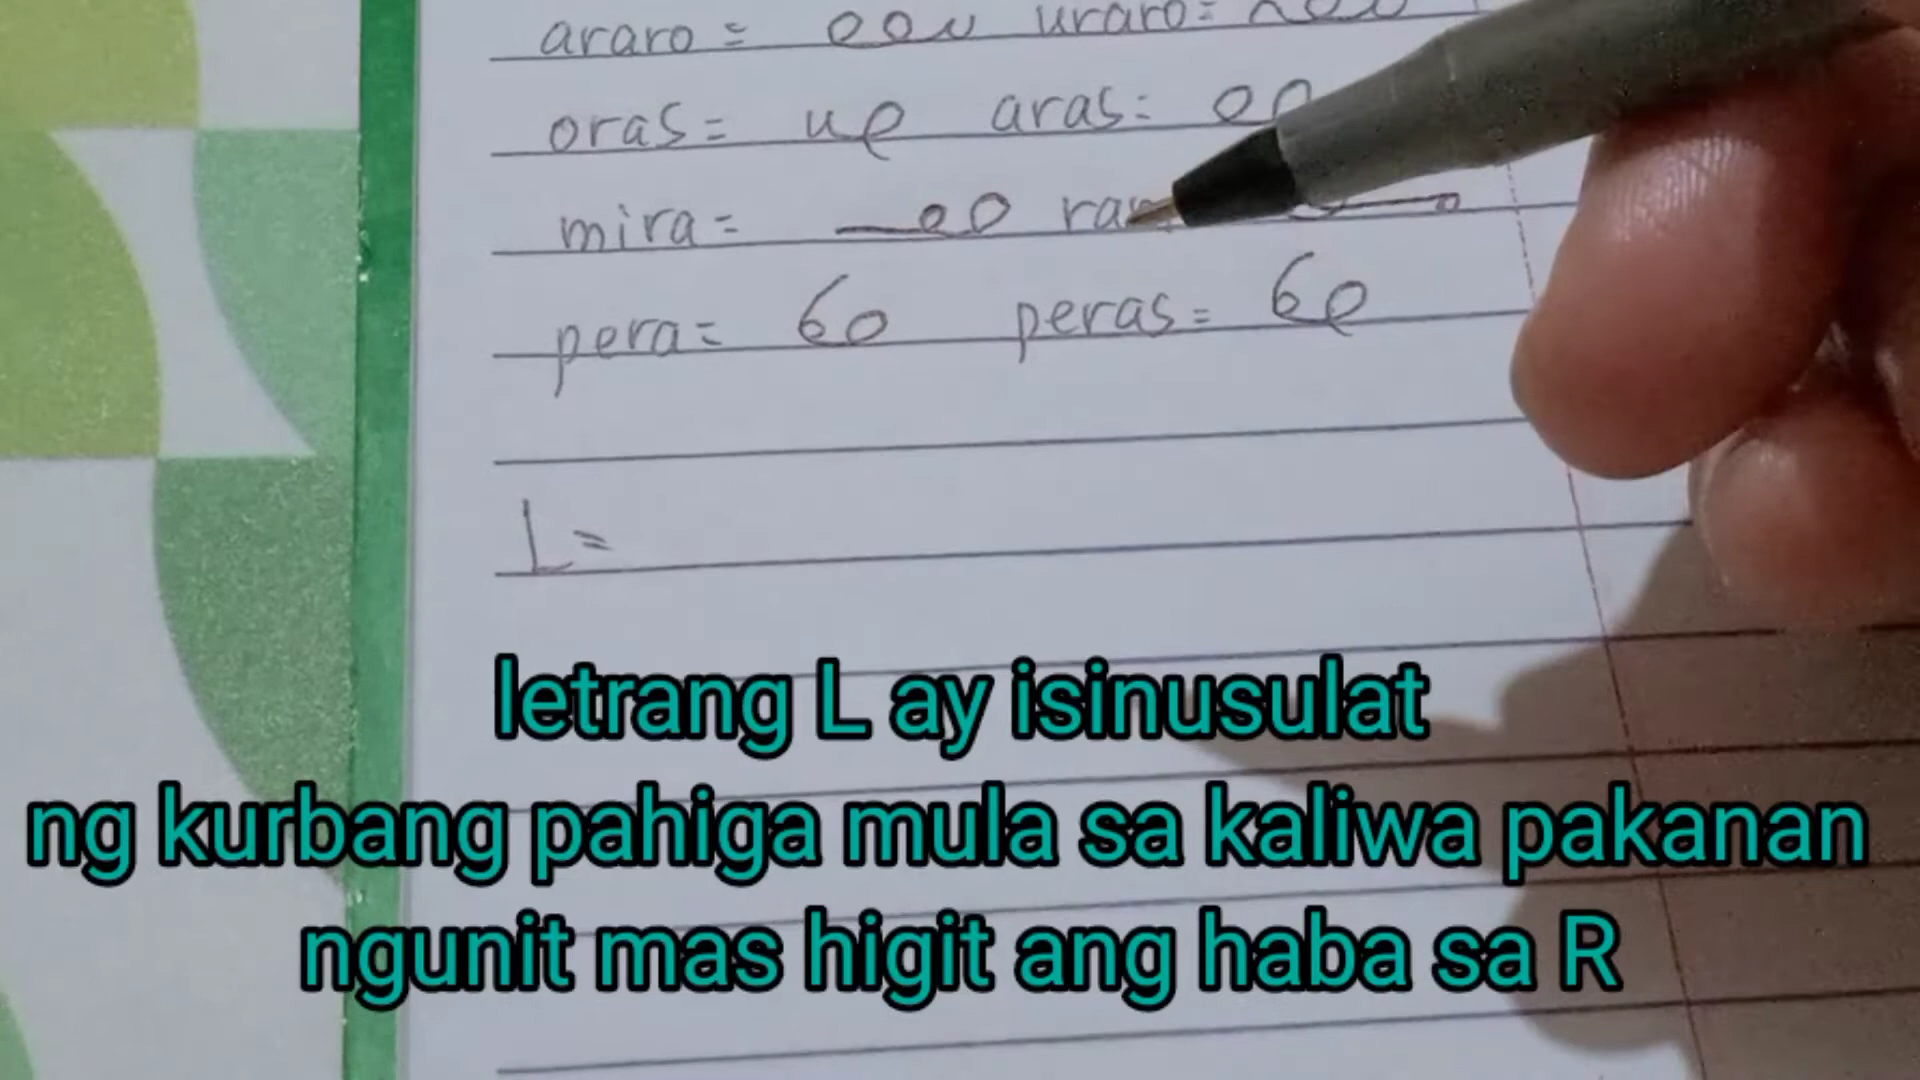 araro = uraro =
oras = aras =
mira =
pera = peras =
L =
letrang L ay isinusulat
ng kurbang pahiga mula sa kaliwa pakanan
ngunit mas higit ang haba sa R